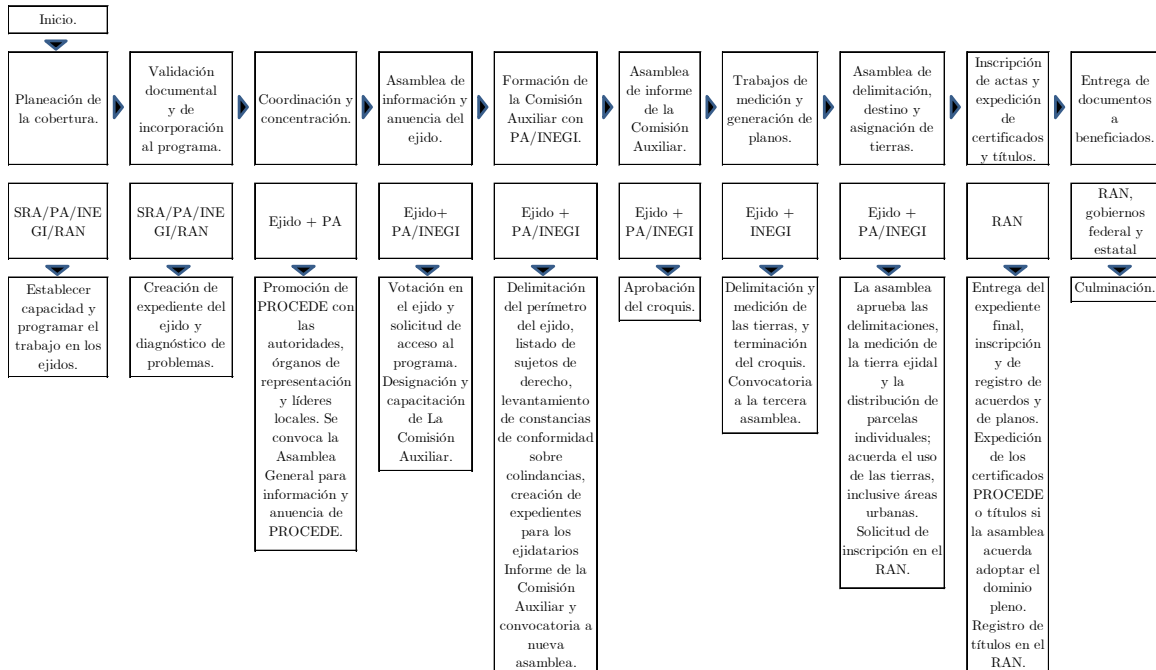 Inicio.
Planeación de
la cobertura.
Validación
documental
y de
incorporación
al programa.
Coordinación y
concentración.
Asamblea de
información y
anuencia del
ejido.
Formación de
la Comisión
Auxiliar con
PA/INEGI.
Asamblea
de informe
de la
Comisión
Auxiliar.
Trabajos de
medición y
generación de
planos.
Asamblea de
delimitación,
destino y
asignación de
tierras.
Inscripción
de actas y
expedición
de
certificados
y títulos.
Entrega de
documentos
a
beneficiados.
SRA/PA/INE
GI/RAN
SRA/PA/INE
GI/RAN
Ejido + PA
Ejido+
PA/INEGI
Ejido +
PA/INEGI
Ejido +
PA/INEGI
Ejido +
INEGI
Ejido +
PA/INEGI
RAN
RAN,
gobiernos
federal y
estatal
Establecer
capacidad y
programar el
trabajo en los
ejidos.
Creación de
expediente del
ejido y
diagnóstico de
problemas.
Promoción de
PROCEDE con
las
autoridades,
órganos de
representación
y líderes
locales. Se
convoca la
Asamblea
General para
información y
anuencia de
PROCEDE.
Votación en
el ejido y
solicitud de
acceso al
programa.
Designación y
capacitación
de La
Comisión
Auxiliar.
Delimitación
del perímetro
del ejido,
listado de
sujetos de
derecho,
levantamiento
de constancias
de conformidad
sobre
colindancias,
creación de
expedientes
para los
ejidatarios
Informe de la
Comisión
Auxiliar y
convocatoria a
nueva
asamblea.
Aprobación
del croquis.
Delimitación y
medición de
las tierras, y
terminación
del croquis.
Convocatoria
a la tercera
asamblea.
La asamblea
aprueba las
delimitaciones,
la medición de
la tierra ejidal
y la
distribución de
parcelas
individuales;
acuerda el uso
de las tierras,
inclusive áreas
urbanas.
Solicitud de
inscripción en el
RAN.
Entrega del
expediente
final,
inscripción
y de
registro de
acuerdos y
de planos.
Expedición
de los
certificados
PROCEDE
o títulos si
la asamblea
acuerda
adoptar el
dominio
pleno.
Registro de
títulos en el
RAN.
Culminación.